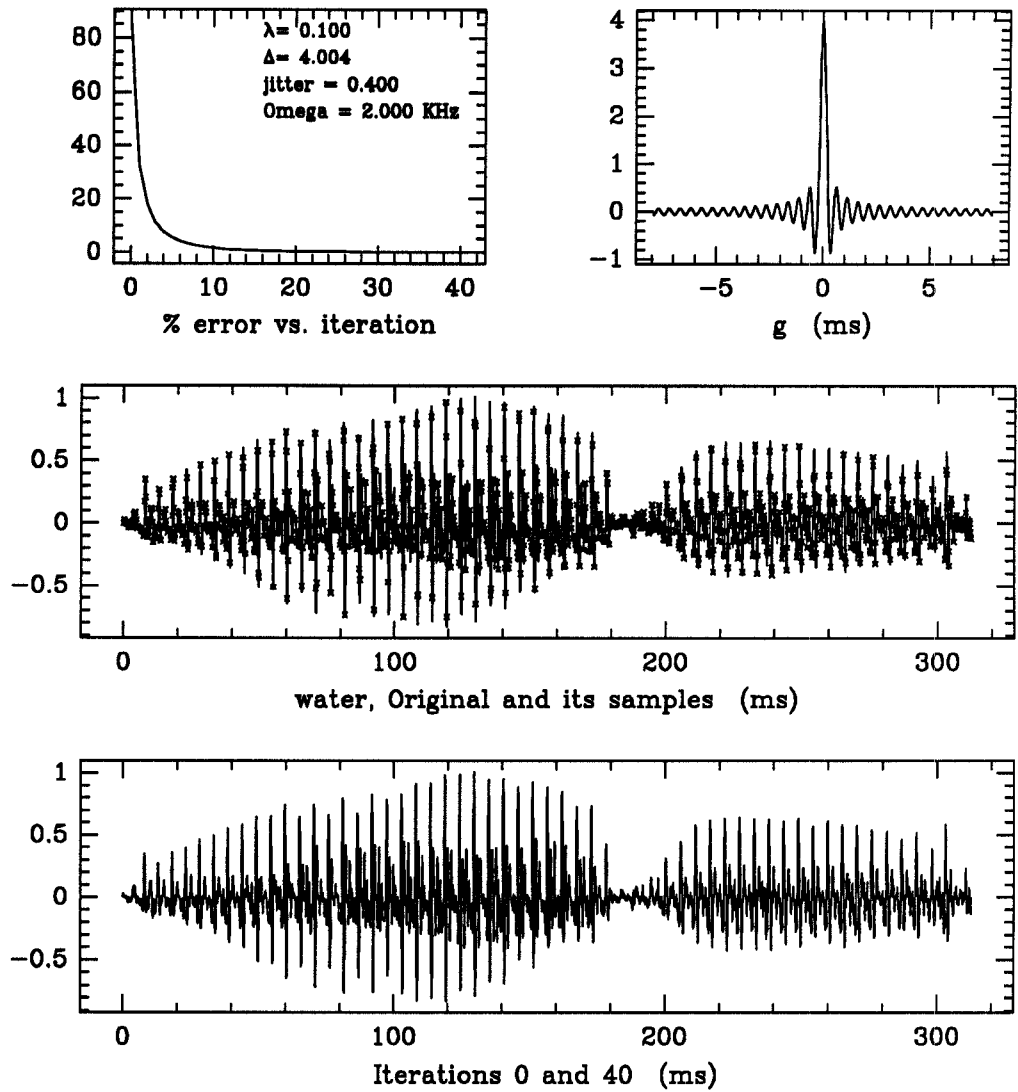 80
60
40
20
0
λ= 0.100
Δ= 4.004
jitter = 0.400
Omega = 2.000 KHz
0 10 20 30 40
% error vs. iteration
4
3
2
1
0
−1
−5 0 5
g (ms)
1
0.5
0
−0.5
0 100 200 300
water, Original and its samples (ms)
1
0.5
0
−0.5
0 100 200 300
Iterations 0 and 40 (ms)